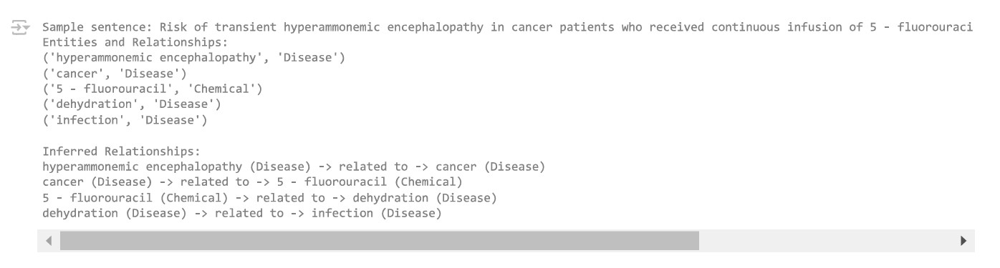 Sample sentence: Risk of transient hyperammonemic encephalopathy in cancer patients who received continuous infusion of 5 - fluorouraci
Entities and Relationships:
('hyperammonemic encephalopathy', 'Disease')
('cancer', 'Disease')
('5 - fluorouracil', 'Chemical')
('dehydration', 'Disease')
('infection', 'Disease')

Inferred Relationships:
hyperammonemic encephalopathy (Disease) -> related to -> cancer (Disease)
cancer (Disease) -> related to -> 5 - fluorouracil (Chemical)
5 - fluorouracil (Chemical) -> related to -> dehydration (Disease)
dehydration (Disease) -> related to -> infection (Disease)